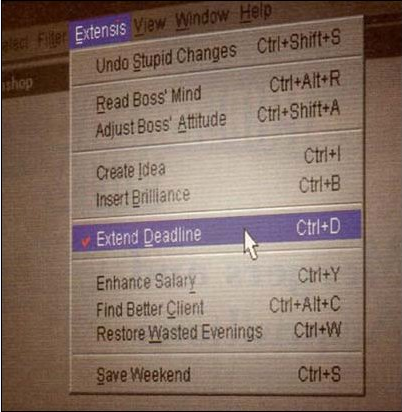 Select Filter Extensis View Window Help
Undo Stupid Changes Ctrl+Shift+S
Read Boss' Mind Ctrl+Alt+R
Adjust Boss' Attitude Ctrl+Shift+A
Create Idea Ctrl+I
Insert Brilliance Ctrl+B
Extend Deadline Ctrl+D
Enhance Salary Ctrl+Y
Find Better Client Ctrl+Alt+C
Restore Wasted Evenings Ctrl+W
Save Weekend Ctrl+S